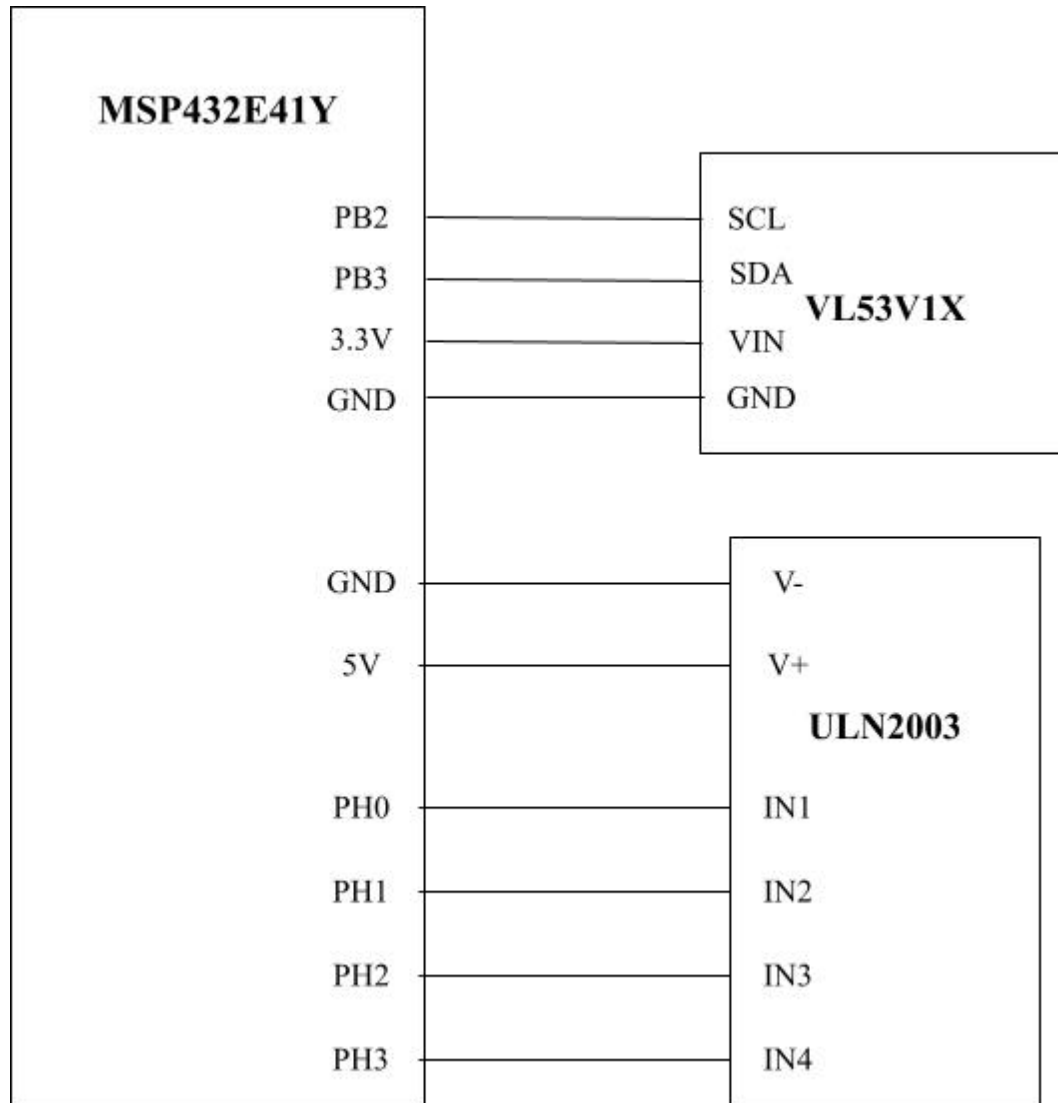 MSP432E41Y
PB2
PB3
3.3V
GND
GND
5V
PH0
PH1
PH2
PH3
SCL
SDA
VL53V1X
VIN
GND
V-
V+
ULN2003
IN1
IN2
IN3
IN4